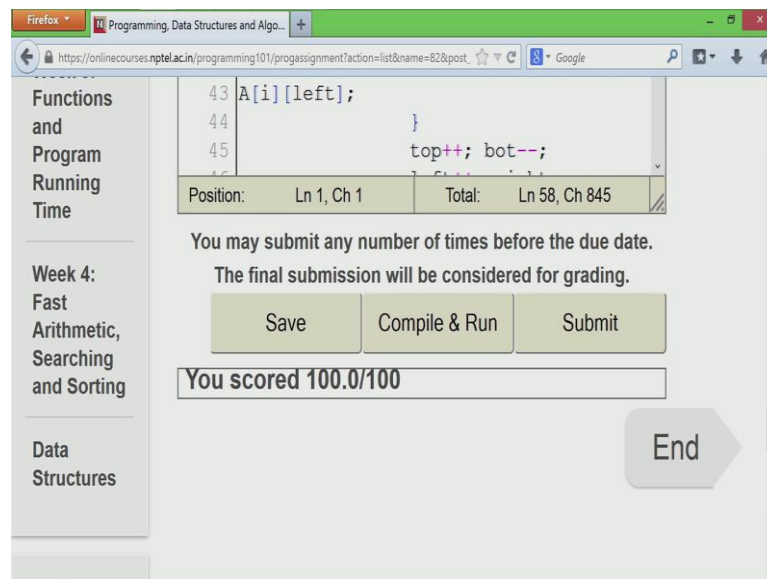 Firefox
Programming, Data Structures and Algo...
https://onlinecourses.nptel.ac.in/programming101/progassignment?action=list&name=82&post_
Google
Functions
and
Program
Running
Time
Week 4:
Fast
Arithmetic,
Searching
and Sorting
Data
Structures
43 A[i][left];
44 }
45 top++; bot--;
Position: Ln 1, Ch 1 Total: Ln 58, Ch 845
You may submit any number of times before the due date.
The final submission will be considered for grading.
Save Compile & Run Submit
You scored 100.0/100
End